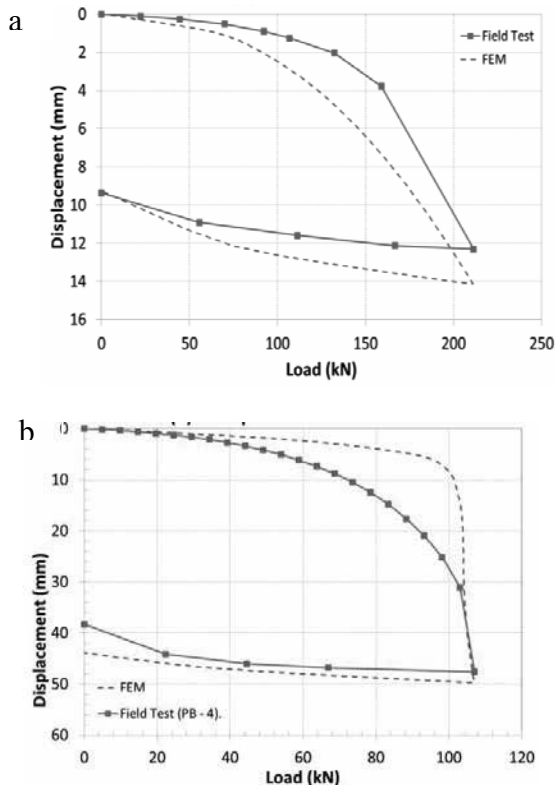 a
0
2
4
6
8
10
12
14
16
Displacement (mm)
Field Test
FEM
0 50 100 150 200 250
Load (kN)
b
0
10
20
30
40
50
60
Displacement (mm)
FEM
Field Test (PB - 4).
0 20 40 60 80 100 120
Load (kN)